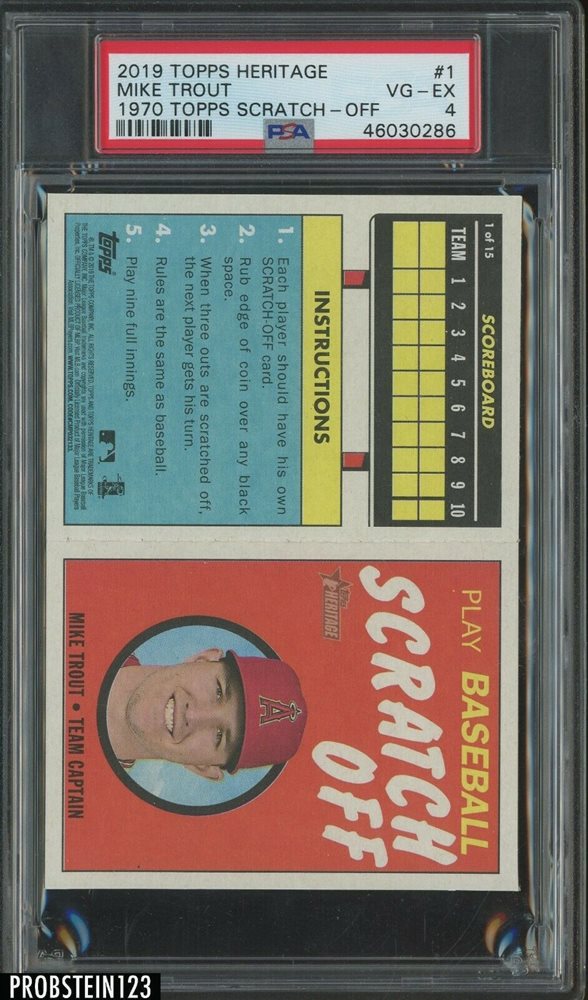 2019 TOPPS HERITAGE #1
MIKE TROUT VG-EX
1970 TOPPS SCRATCH-OFF 4
PSA 46030286
1 of 15
SCOREBOARD
TEAM 1 2 3 4 5 6 7 8 9 10
INSTRUCTIONS
1. Each player should have his own
SCRATCH-OFF card.
2. Rub edge of coin over any black
space.
3. When three outs are scratched off,
the next player gets his turn.
4. Rules are the same as baseball.
5. Play nine full innings.
topps
PLAY BASEBALL
SCRATCH
OFF
Topps
HERITAGE
A
MIKE TROUT • TEAM CAPTAIN
PROBSTEIN123